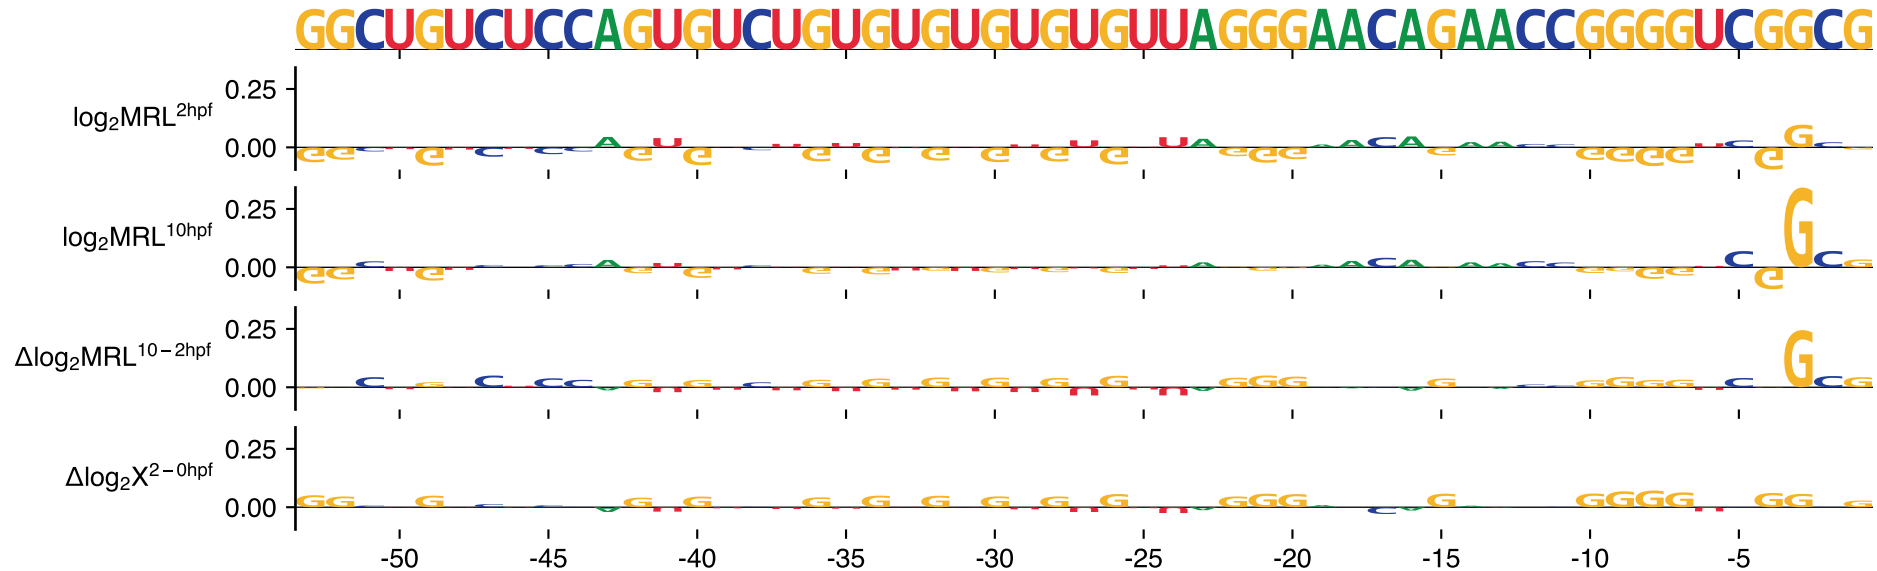 GGCUGUCUCCAGUGUCUGUGUGUGUGUUAGGGAACAGAACCGGGGUCGGCG
0.25
log₂MRL²ʰᵖᶠ
0.00
0.25
log₂MRL¹⁰ʰᵖᶠ
0.00
0.25
Δlog₂MRL¹⁰⁻²ʰᵖᶠ
0.00
0.25
Δlog₂X²⁻⁰ʰᵖᶠ
0.00
-50 -45 -40 -35 -30 -25 -20 -15 -10 -5